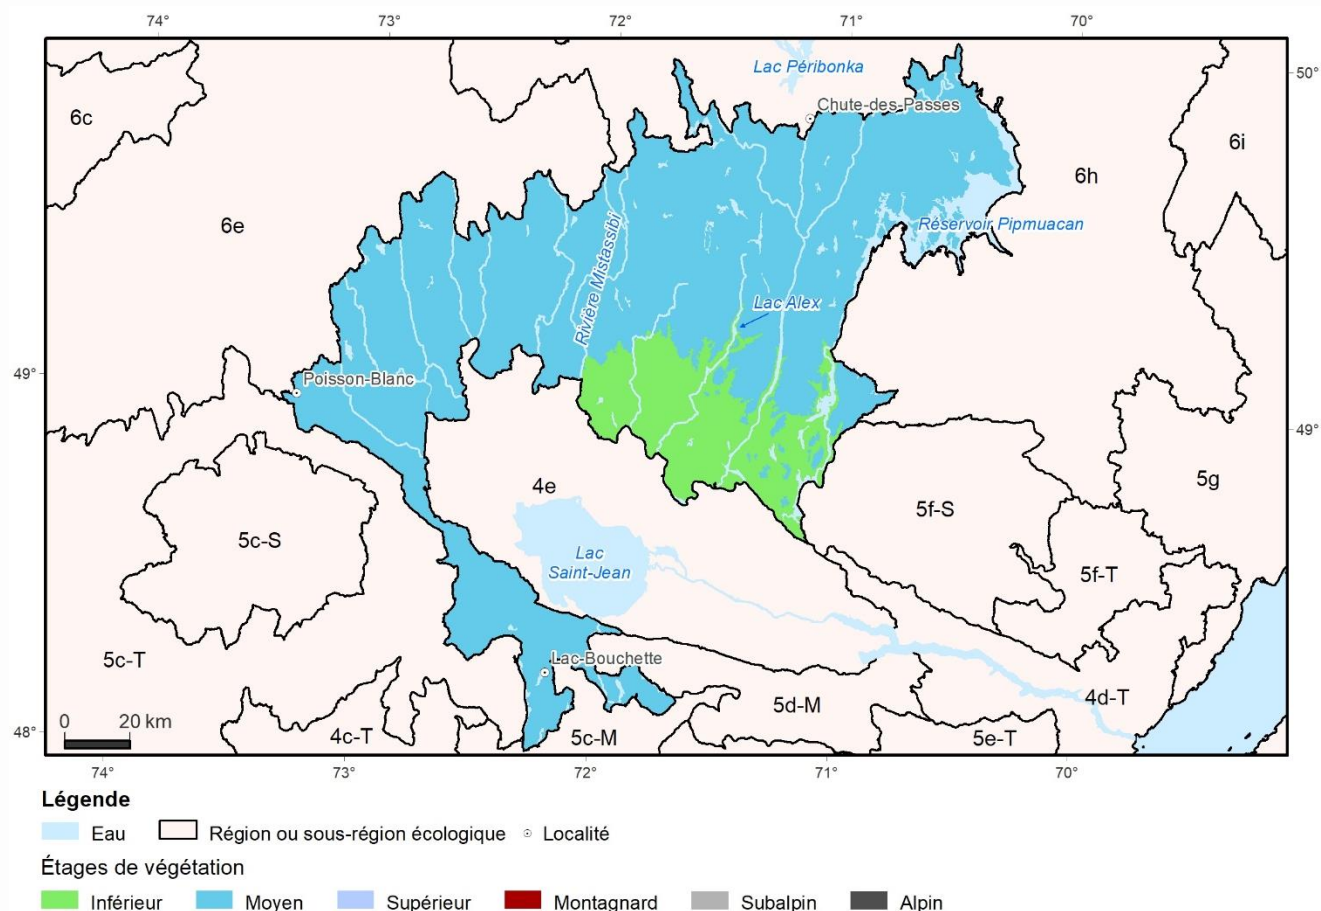 74°
73°
72°
71°
70°
50°
Lac Péribonka
Chute-des-Passes
6c
6i
6h
6e
Réservoir Pipmuacan
Rivière Mistassibi
Lac Alex
49°
Poisson-Blanc
49°
5g
4e
5f-S
5c-S
Lac
Saint-Jean
5f-T
5c-T
Lac-Bouchette
4d-T
5d-M
0 20 km
48°
4c-T
5c-M
5e-T
74°
73°
72°
71°
70°
Légende
Eau Région ou sous-région écologique Localité
Étages de végétation
Inférieur Moyen Supérieur Montagnard Subalpin Alpin